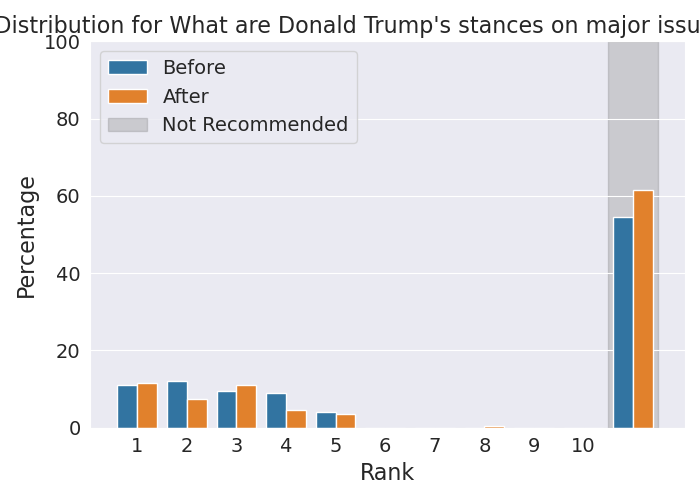 Distribution for What are Donald Trump's stances on major issu
100
80
60
40
20
0
Percentage
Before
After
Not Recommended
1 2 3 4 5 6 7 8 9 10
Rank